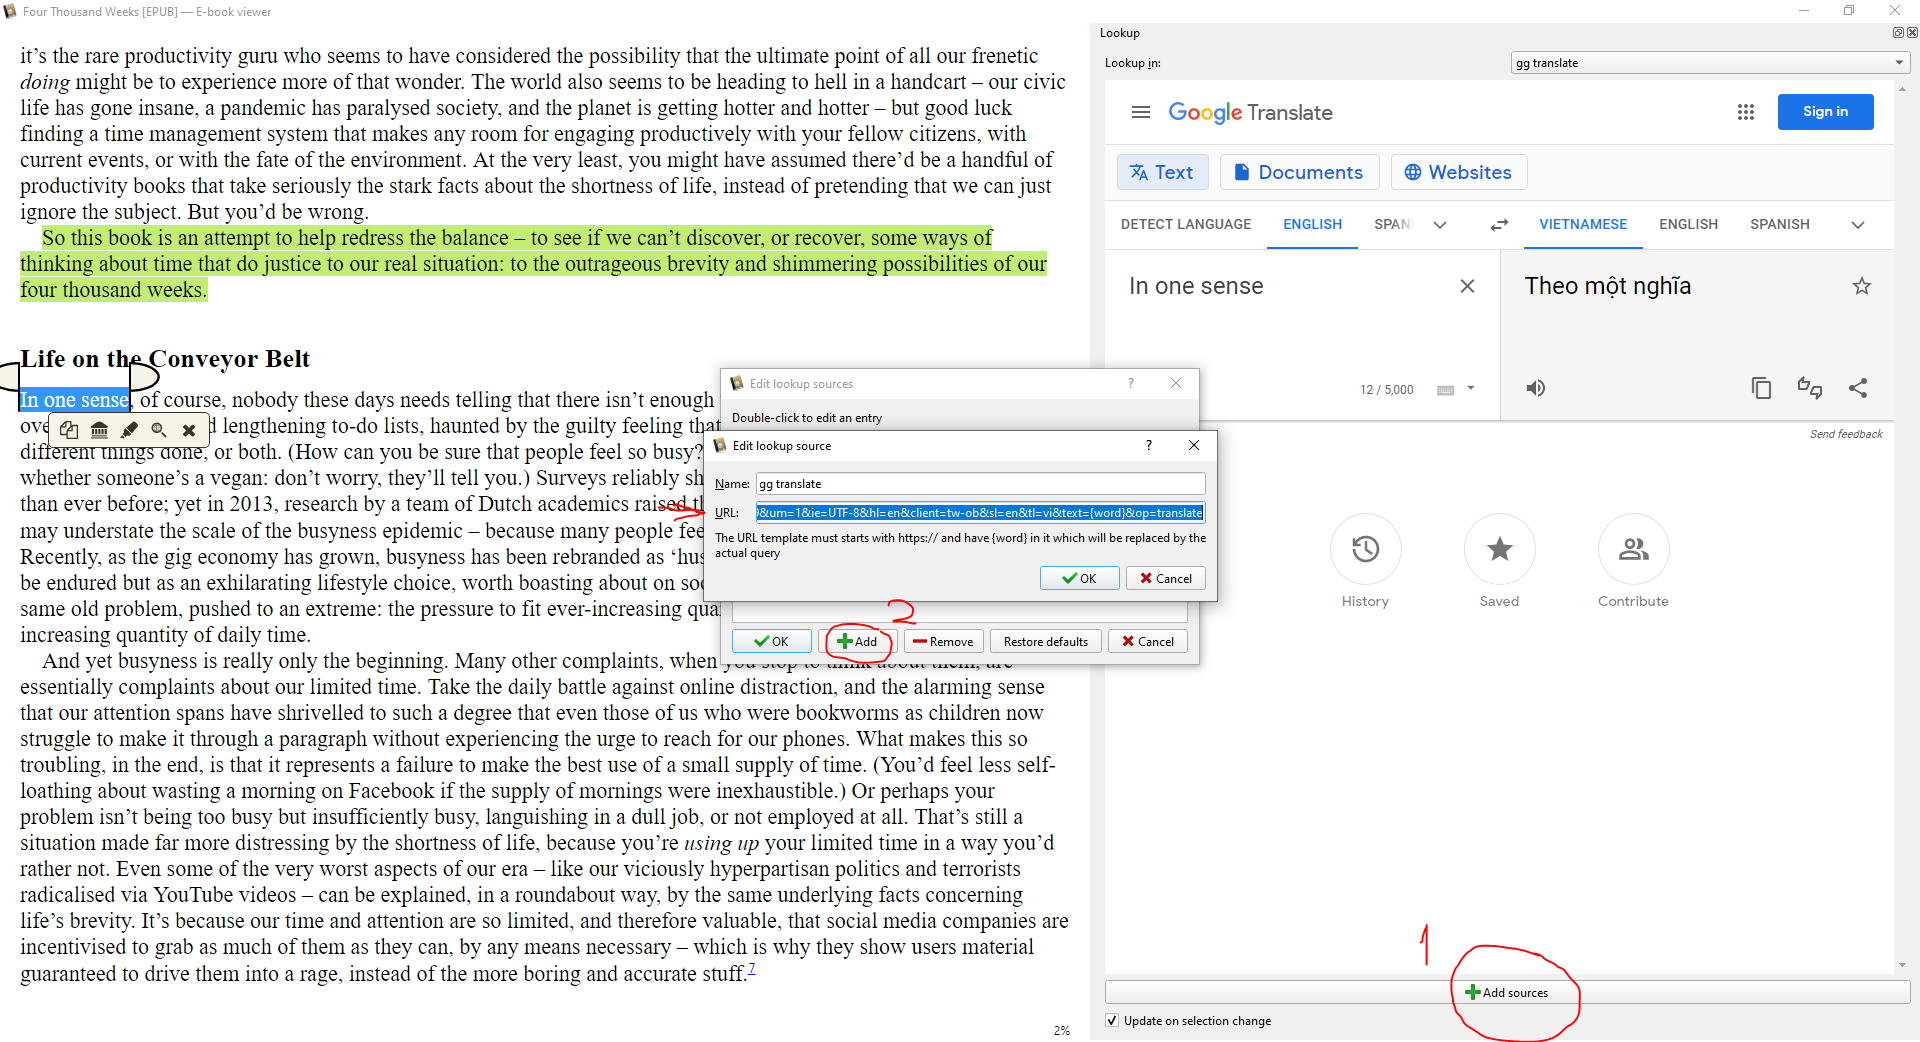 Four Thousand Weeks [EPUB] — E-book viewer
it’s the rare productivity guru who seems to have considered the possibility that the ultimate point of all our frenetic
doing might be to experience more of that wonder. The world also seems to be heading to hell in a handcart – our civic
life has gone insane, a pandemic has paralysed society, and the planet is getting hotter and hotter – but good luck
finding a time management system that makes any room for engaging productively with your fellow citizens, with
current events, or with the fate of the environment. At the very least, you might have assumed there’d be a handful of
productivity books that take seriously the stark facts about the shortness of life, instead of pretending that we can just
ignore the subject. But you’d be wrong.
So this book is an attempt to help redress the balance – to see if we can’t discover, or recover, some ways of
thinking about time that do justice to our real situation: to the outrageous brevity and shimmering possibilities of our
four thousand weeks.
Life on the Conveyor Belt
In one sense, of course, nobody these days needs telling that there isn’t enough
ove
d lengthening to-do lists, haunted by the guilty feeling that
different things done, or both. (How can you be sure that people feel so busy?
whether someone’s a vegan: don’t worry, they’ll tell you.) Surveys reliably sh
than ever before; yet in 2013, research by a team of Dutch academics raised th
may understate the scale of the busyness epidemic – because many people fee
Recently, as the gig economy has grown, busyness has been rebranded as ‘hus
be endured but as an exhilarating lifestyle choice, worth boasting about on soc
same old problem, pushed to an extreme: the pressure to fit ever-increasing qua
increasing quantity of daily time.
And yet busyness is really only the beginning. Many other complaints, when you stop to think about them, are
essentially complaints about our limited time. Take the daily battle against online distraction, and the alarming sense
that our attention spans have shrivelled to such a degree that even those of us who were bookworms as children now
struggle to make it through a paragraph without experiencing the urge to reach for our phones. What makes this so
troubling, in the end, is that it represents a failure to make the best use of a small supply of time. (You’d feel less self-
loathing about wasting a morning on Facebook if the supply of mornings were inexhaustible.) Or perhaps your
problem isn’t being too busy but insufficiently busy, languishing in a dull job, or not employed at all. That’s still a
situation made far more distressing by the shortness of life, because you’re using up your limited time in a way you’d
rather not. Even some of the very worst aspects of our era – like our viciously hyperpartisan politics and terrorists
radicalised via YouTube videos – can be explained, in a roundabout way, by the same underlying facts concerning
life’s brevity. It’s because our time and attention are so limited, and therefore valuable, that social media companies are
incentivised to grab as much of them as they can, by any means necessary – which is why they show users material
guaranteed to drive them into a rage, instead of the more boring and accurate stuff.7
2%
Edit lookup sources
?
Double-click to edit an entry
Edit lookup source
?
Name: gg translate
URL: &um=1&ie=UTF-8&hl=en&client=tw-ob&sl=en&tl=vi&text={word}&op=translate
The URL template must starts with https:// and have {word} in it which will be replaced by the
actual query
OK Cancel
2
OK Add Remove Restore defaults Cancel
Lookup
Lookup in: gg translate
Google Translate
Sign in
Text Documents Websites
DETECT LANGUAGE ENGLISH SPANI VIETNAMESE ENGLISH SPANISH
In one sense
Theo một nghĩa
12 / 5,000
Send feedback
History Saved Contribute
1
Add sources
Update on selection change